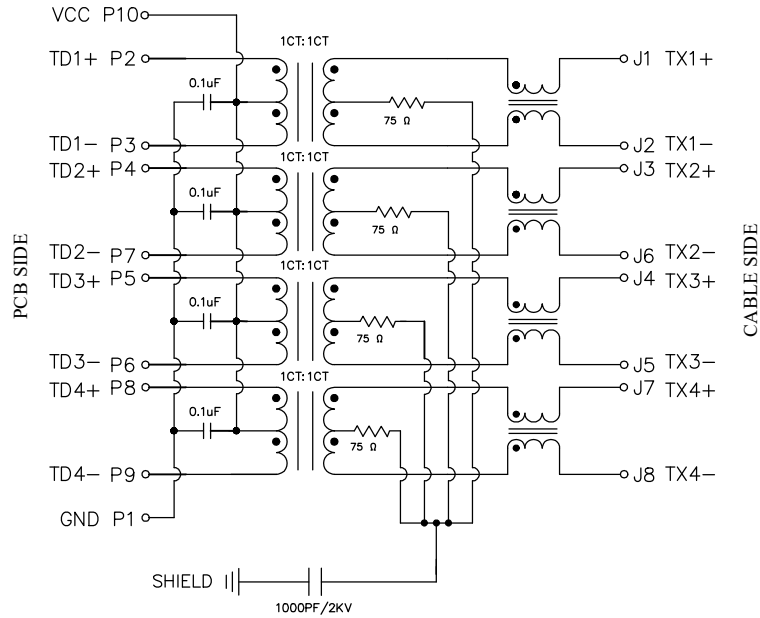 VCC P10
1CT:1CT
TD1+ P2
J1 TX1+
0.1uF
75 Ω
TD1- P3
J2 TX1-
1CT:1CT
TD2+ P4
J3 TX2+
0.1uF
75 Ω
TD2- P7
J6 TX2-
1CT:1CT
TD3+ P5
J4 TX3+
0.1uF
75 Ω
TD3- P6
J5 TX3-
1CT:1CT
TD4+ P8
J7 TX4+
0.1uF
75 Ω
TD4- P9
J8 TX4-
GND P1
PCB SIDE
CABLE SIDE
SHIELD
1000PF/2KV